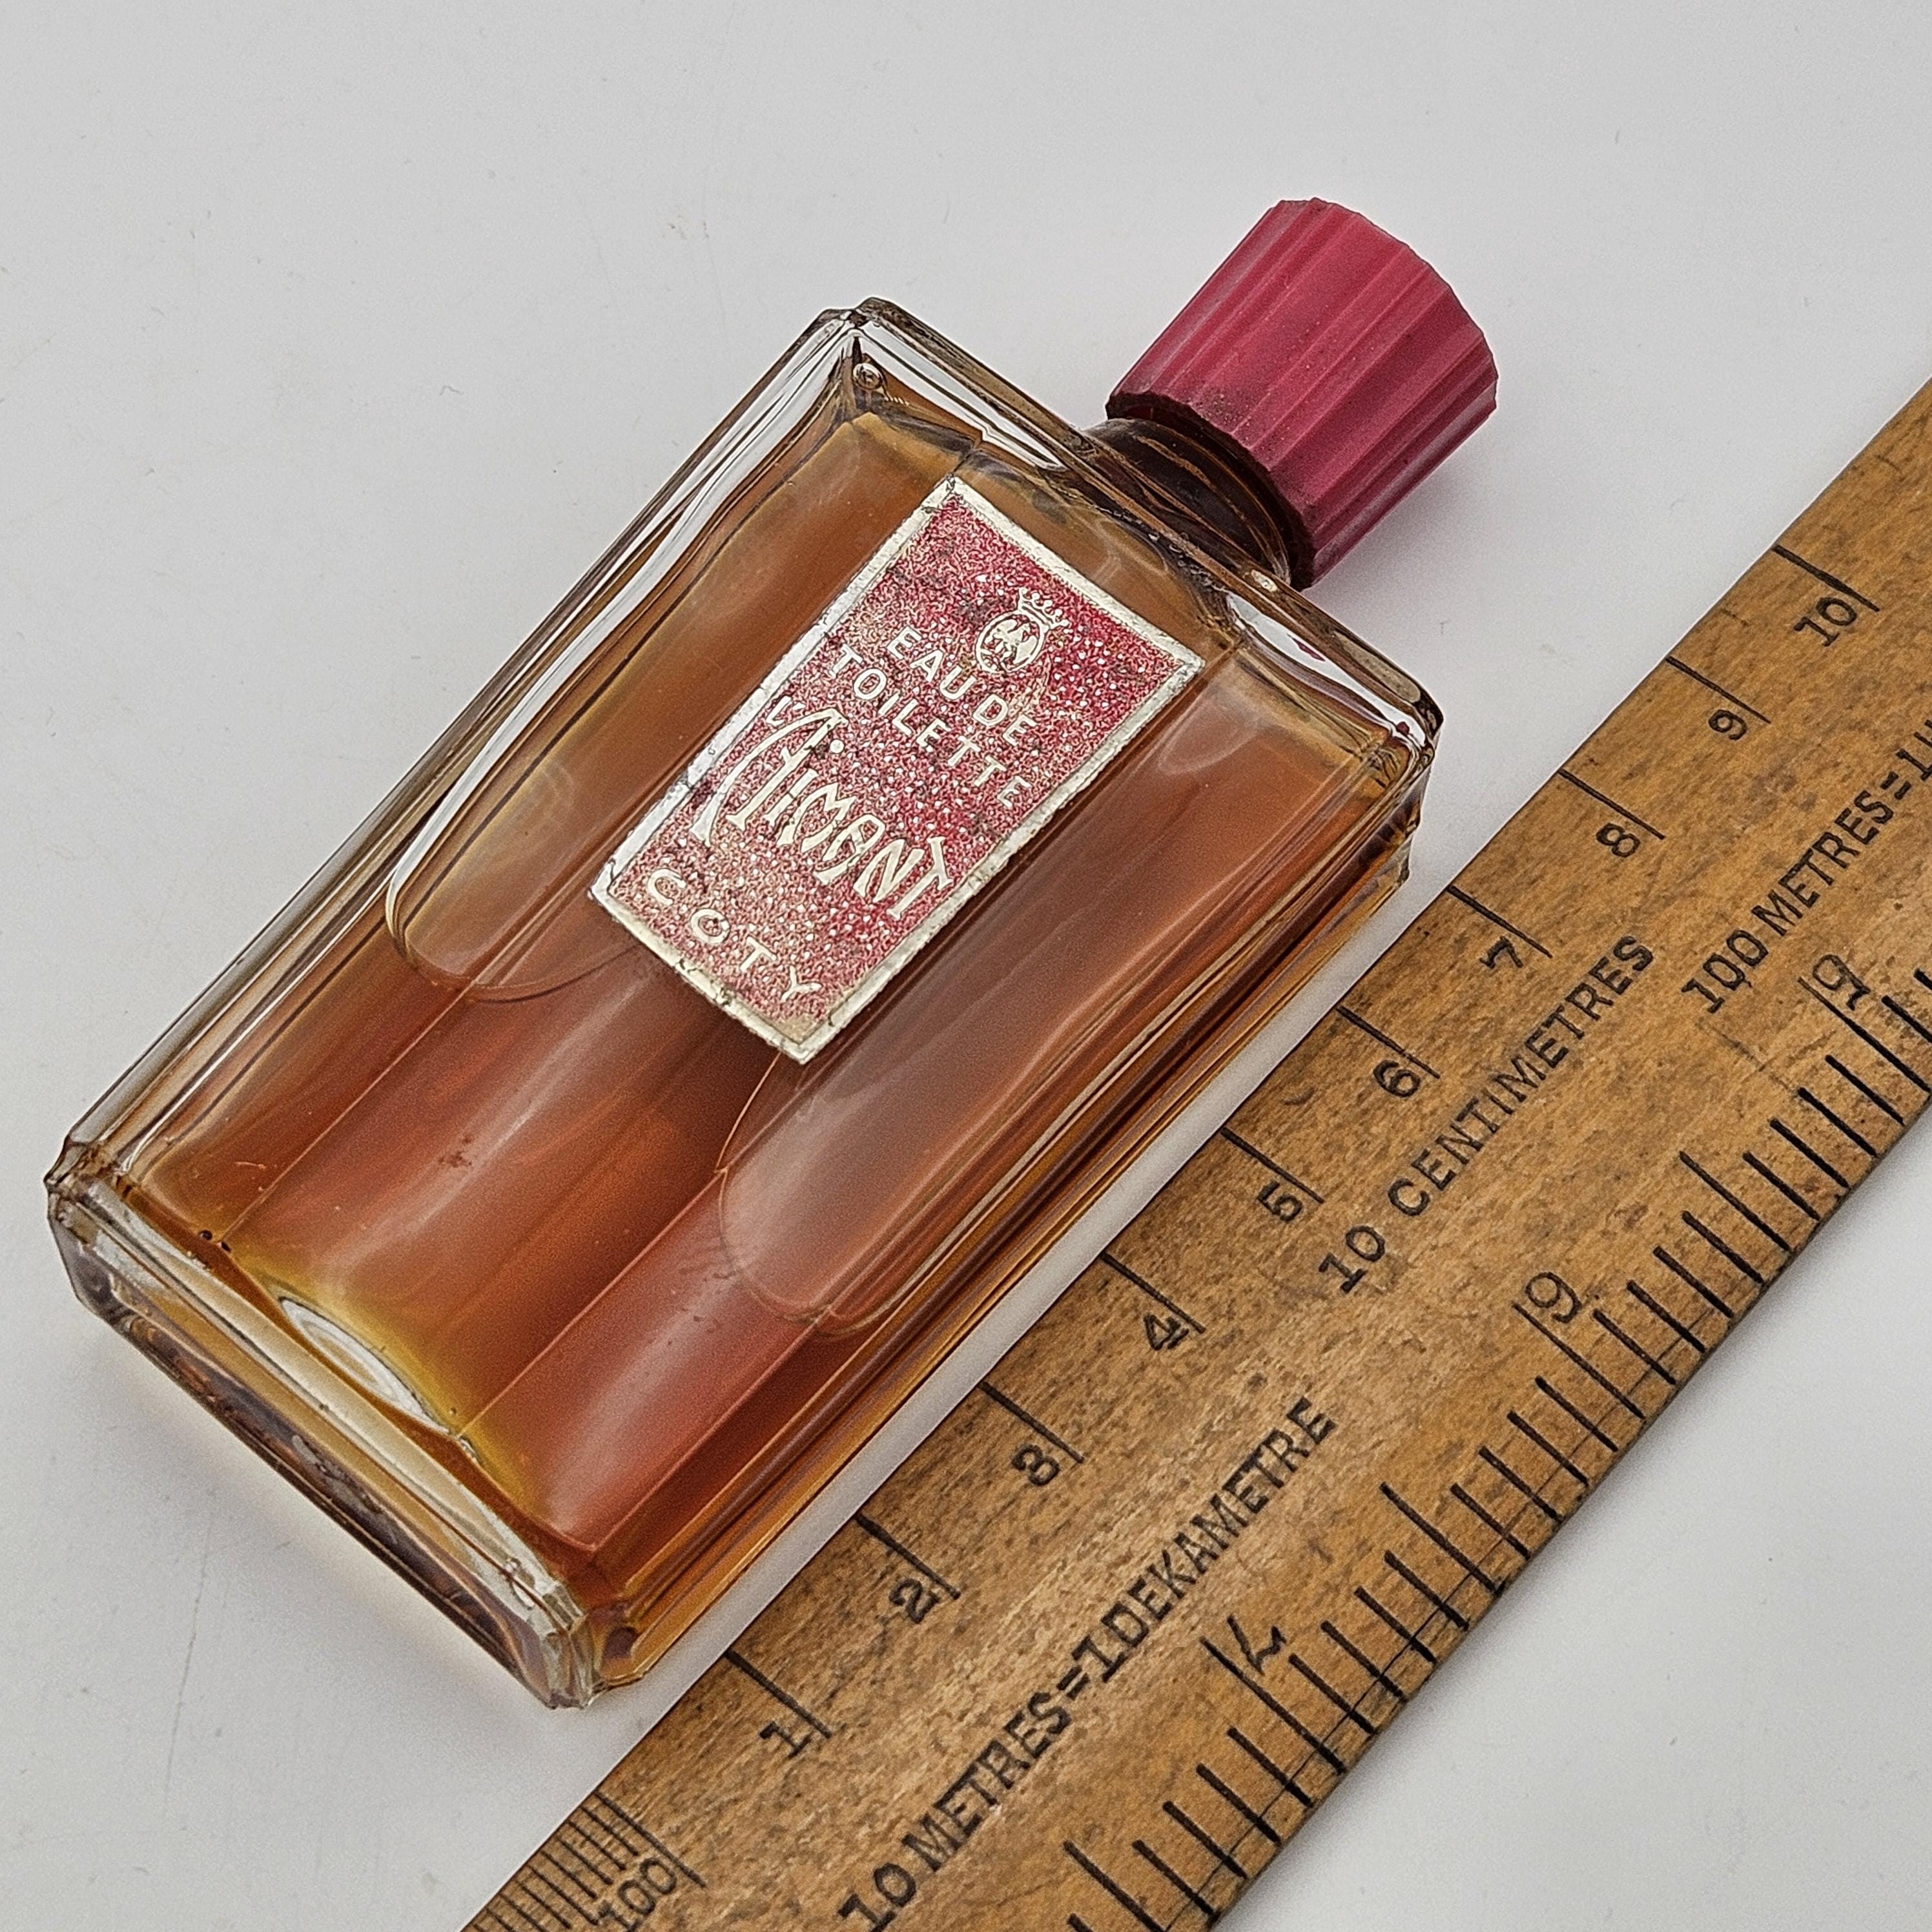 EAU DE
TOILETTE
L'AIMANT
COTY
10
9
8
7
6
5
4
3
2
1
100
10 METRES=1 DEKAMETRE
10 CENTIMETRES
100 METRES=1